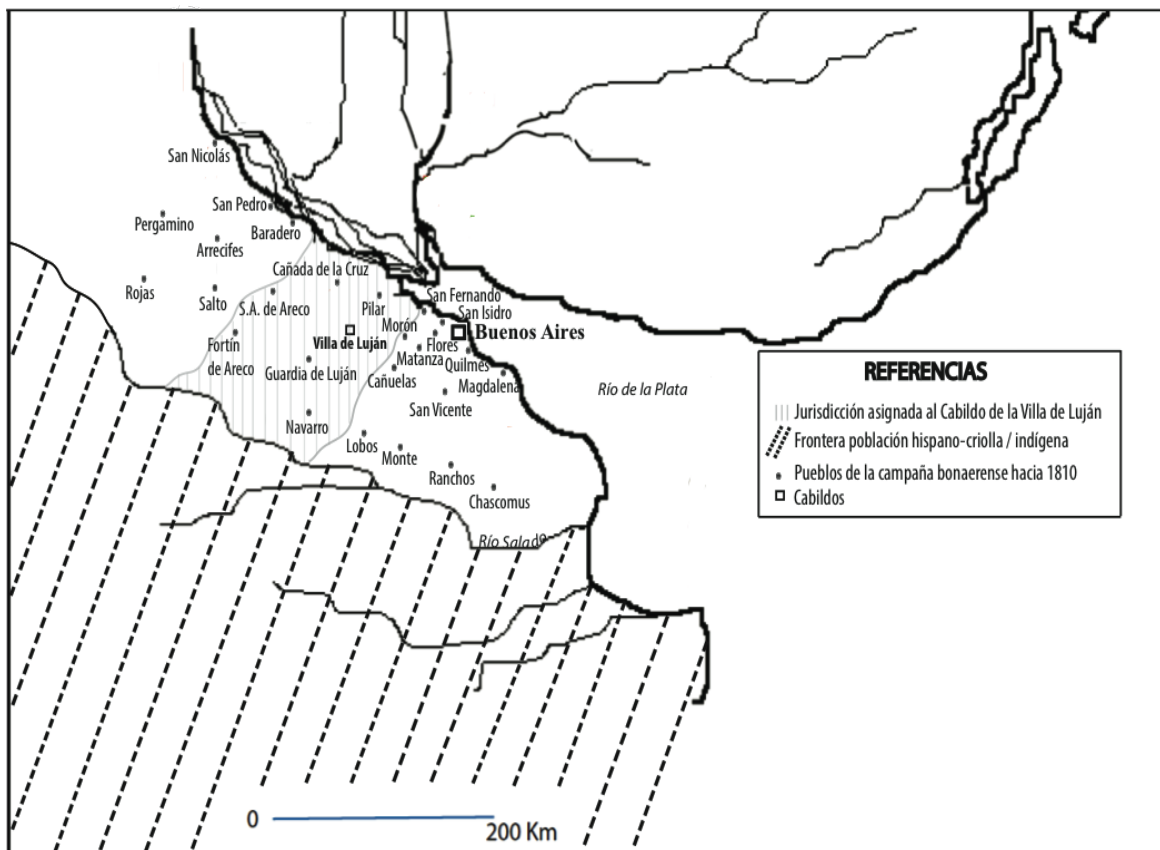 San Nicolás
San Pedro
Pergamino
Baradero
Arrecifes
Cañada de la Cruz
Rojas
Salto
S.A. de Areco
Pilar
San Fernando
San Isidro
Morón
Buenos Aires
Fortín
de Areco
Villa de Luján
Flores
Matanza
Quilmes
Guardia de Luján
Cañuelas
Magdalena
San Vicente
Navarro
Lobos
Monte
Ranchos
Chascomus
Río Salado
Río de la Plata
REFERENCIAS
Jurisdicción asignada al Cabildo de la Villa de Luján
Frontera población hispano-criolla / indígena
Pueblos de la campaña bonaerense hacia 1810
Cabildos
0
200 Km